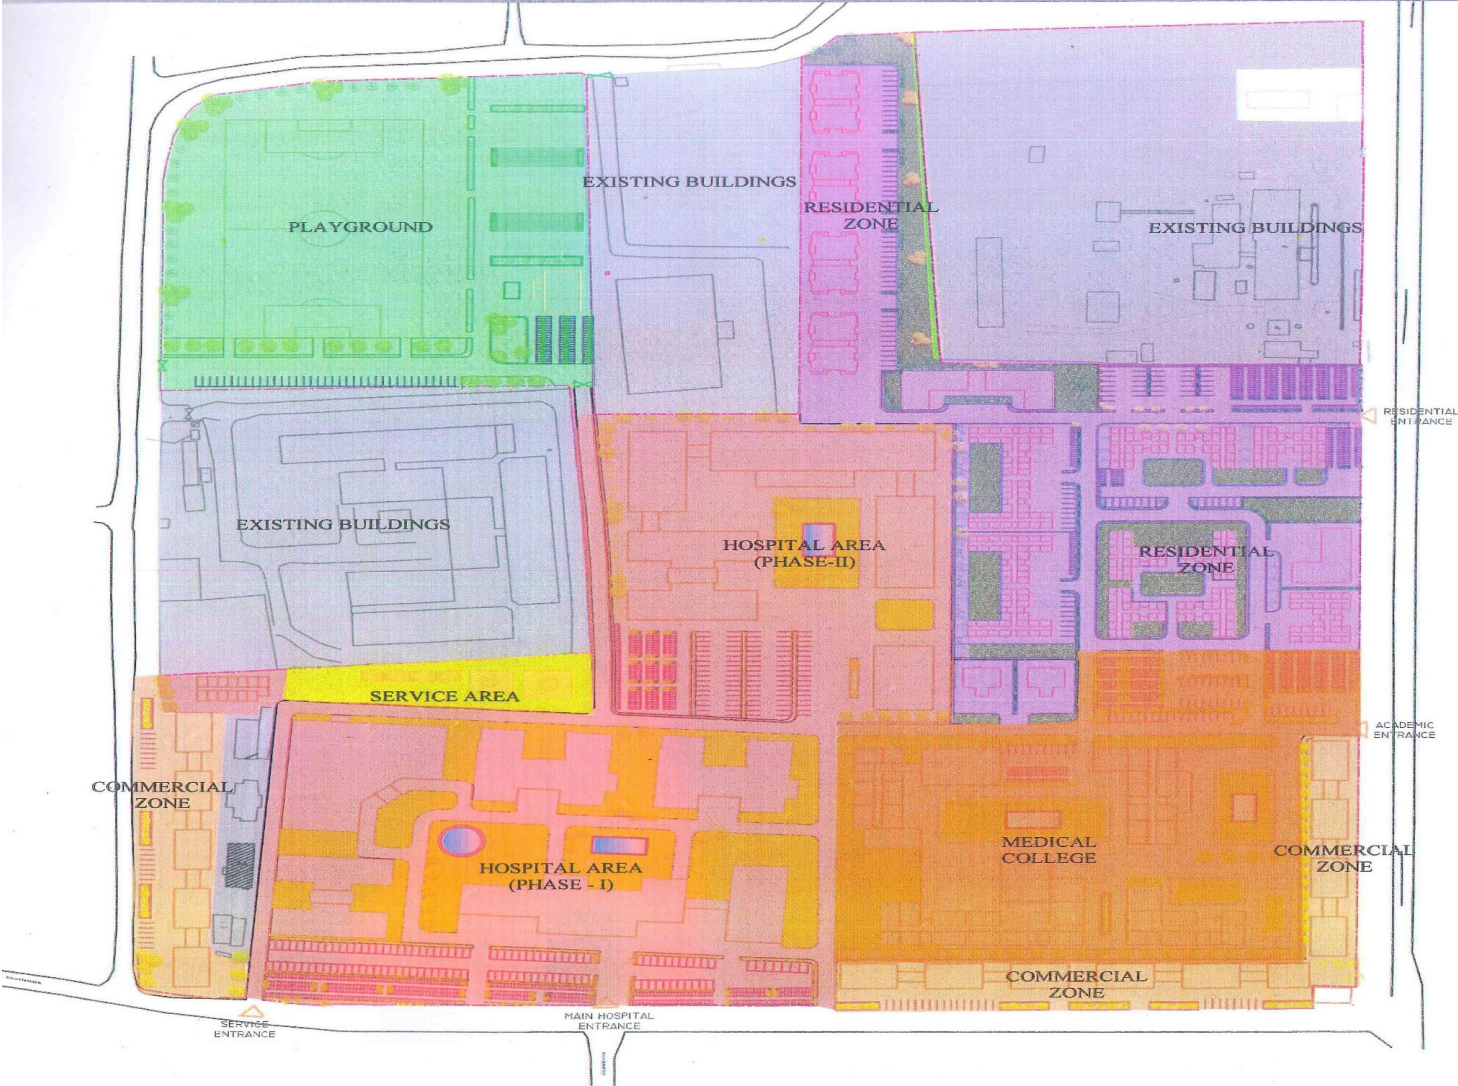 EXISTING BUILDINGS
RESIDENTIAL
ZONE
PLAYGROUND
EXISTING BUILDINGS
RESIDENTIAL
ENTRANCE
EXISTING BUILDINGS
HOSPITAL AREA
(PHASE-II)
RESIDENTIAL
ZONE
SERVICE AREA
ACADEMIC
ENTRANCE
COMMERCIAL
ZONE
MEDICAL
COLLEGE
COMMERCIAL
ZONE
HOSPITAL AREA
(PHASE - I)
COMMERCIAL
ZONE
SERVICE
ENTRANCE
MAIN HOSPITAL
ENTRANCE